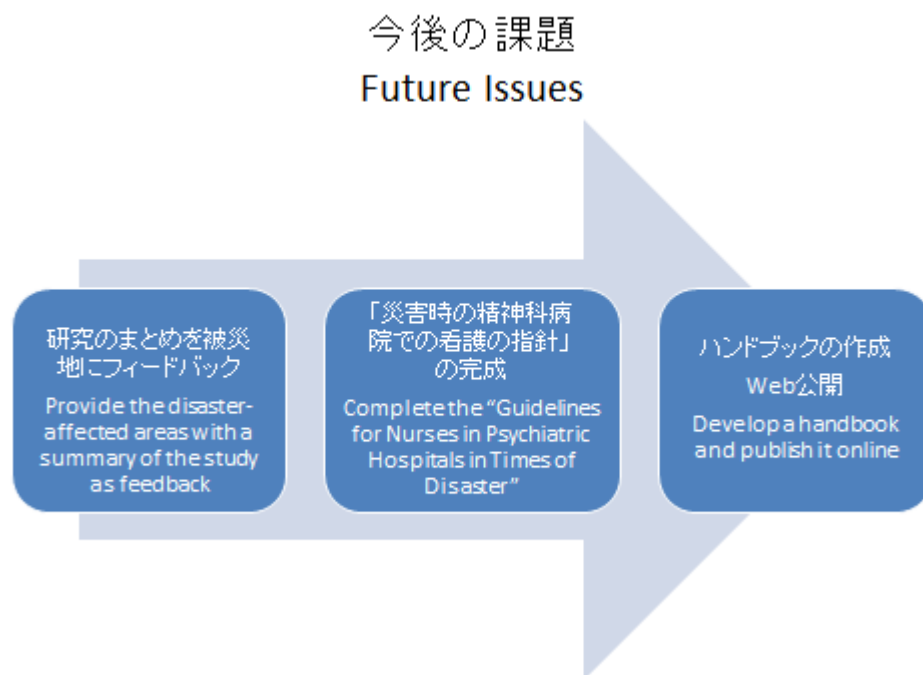 今後の課題
Future Issues
研究のまとめを被災
地にフィードバック
Provide the disaster-
affected areas with a
summary of the study
as feedback
「災害時の精神科病
院での看護の指針」
の完成
Complete the “Guidelines
for Nurses in Psychiatric
Hospitals in Times of
Disaster”
ハンドブックの作成
Web公開
Develop a handbook
and publish it online